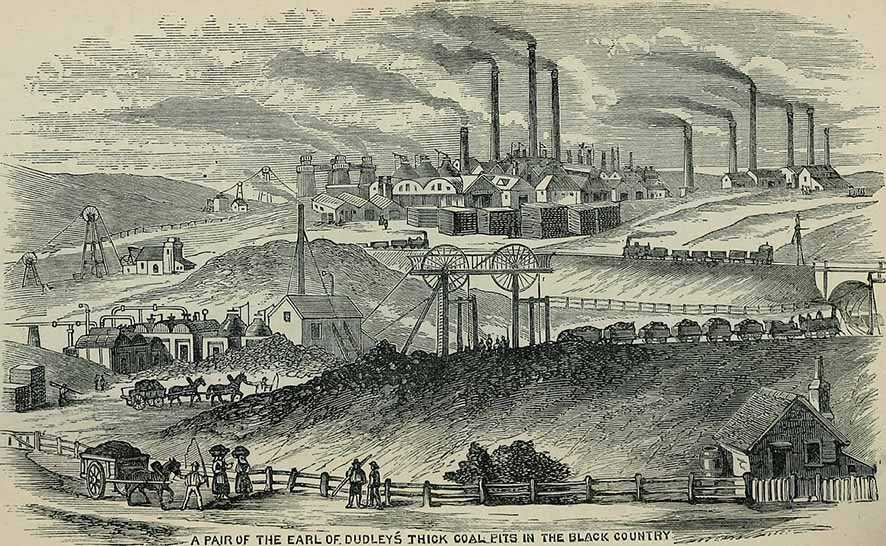 A PAIR OF THE EARL OF DUDLEY'S THICK COAL PITS IN THE BLACK COUNTRY